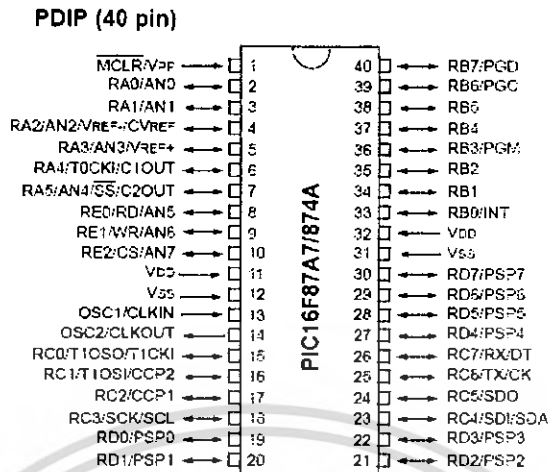 PDIP (40 pin)
MCLR/VPP 1 40 RB7/PGD
RA0/AN0 2 39 RB6/PGC
RA1/AN1 3 38 RB5
RA2/AN2/VREF-/CVREF 4 37 RB4
RA3/AN3/VREF+ 5 36 RB3/PGM
RA4/T0CKI/C1OUT 6 35 RB2
RA5/AN4/SS/C2OUT 7 34 RB1
RE0/RD/AN5 8 33 RB0/INT
RE1/WR/AN6 9 32 VDD
RE2/CS/AN7 10 31 VSS
VDD 11 30 RD7/PSP7
VSS 12 29 RD6/PSP6
OSC1/CLKIN 13 28 RD5/PSP5
OSC2/CLKOUT 14 27 RD4/PSP4
RC0/T1OSO/T1CKI 15 26 RC7/RX/DT
RC1/T1OSI/CCP2 16 25 RC6/TX/CK
RC2/CCP1 17 24 RC5/SDO
RC3/SCK/SCL 18 23 RC4/SDI/SDA
RD0/PSP0 19 22 RD3/PSP3
RD1/PSP1 20 21 RD2/PSP2
PIC16F87A7/874A